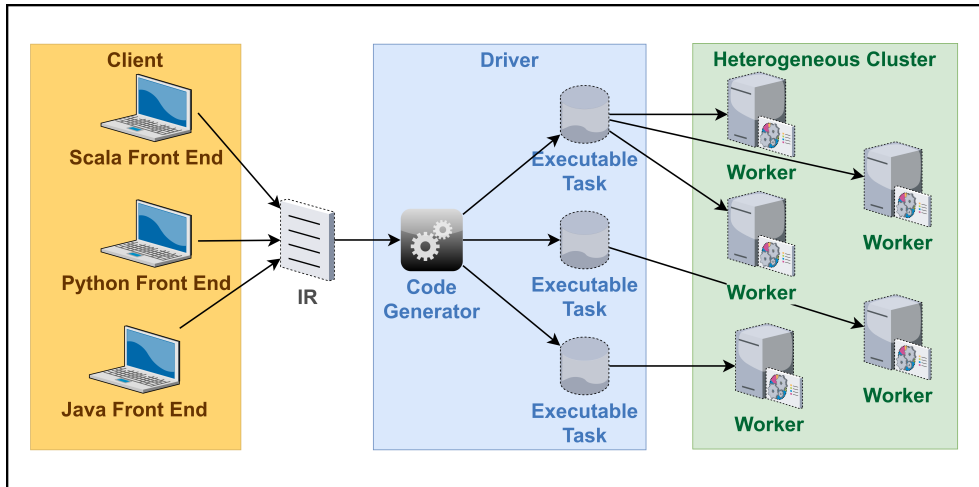 Client
Scala Front End
Python Front End
Java Front End
IR
Driver
Code
Generator
Executable
Task
Executable
Task
Executable
Task
Heterogeneous Cluster
Worker
Worker
Worker
Worker
Worker